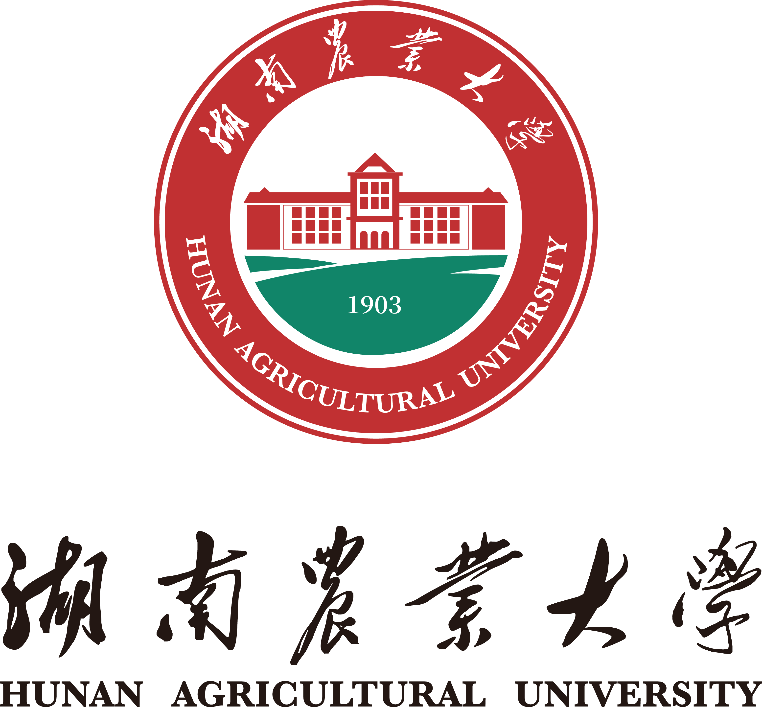 湖南農業大學
1903
HUNAN AGRICULTURAL UNIVERSITY
湖南農業大學
HUNAN AGRICULTURAL UNIVERSITY